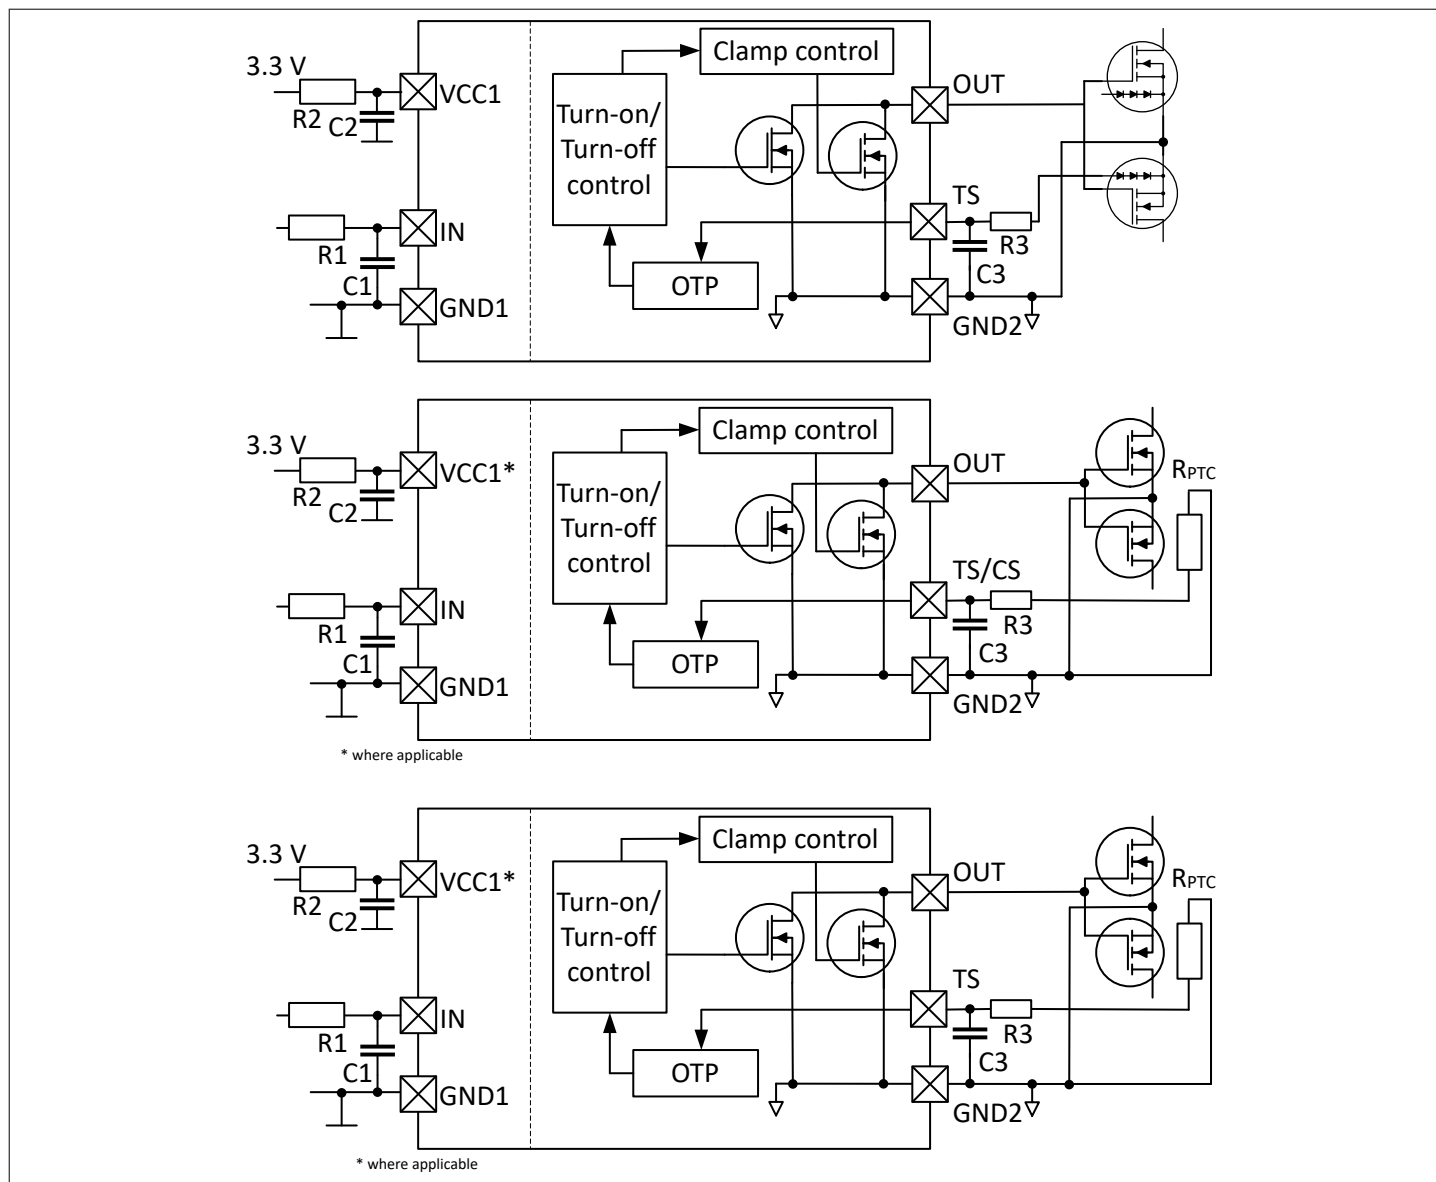 Clamp control
3.3 V
VCC1
OUT
R2
C2
Turn-on/
Turn-off
control
TS
IN
R1
R3
C1
C3
OTP
GND1
GND2
Clamp control
3.3 V
VCC1*
OUT
RPTC
R2
C2
Turn-on/
Turn-off
control
TS/CS
IN
R1
R3
C1
C3
OTP
GND1
GND2
* where applicable
Clamp control
3.3 V
VCC1*
OUT
RPTC
R2
C2
Turn-on/
Turn-off
control
TS
IN
R1
R3
C1
C3
OTP
GND1
GND2
* where applicable